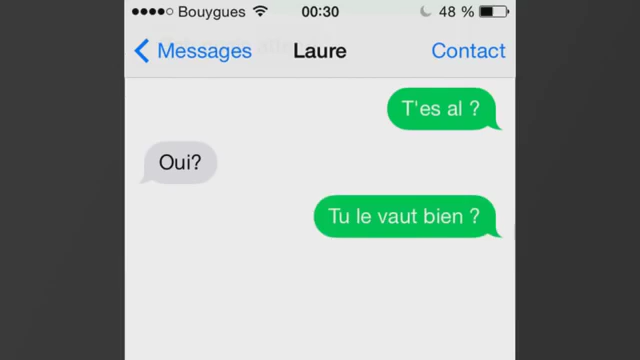 Bouygues 00:30 48 %
Messages Laure Contact
T'es al ?
Oui?
Tu le vaut bien ?